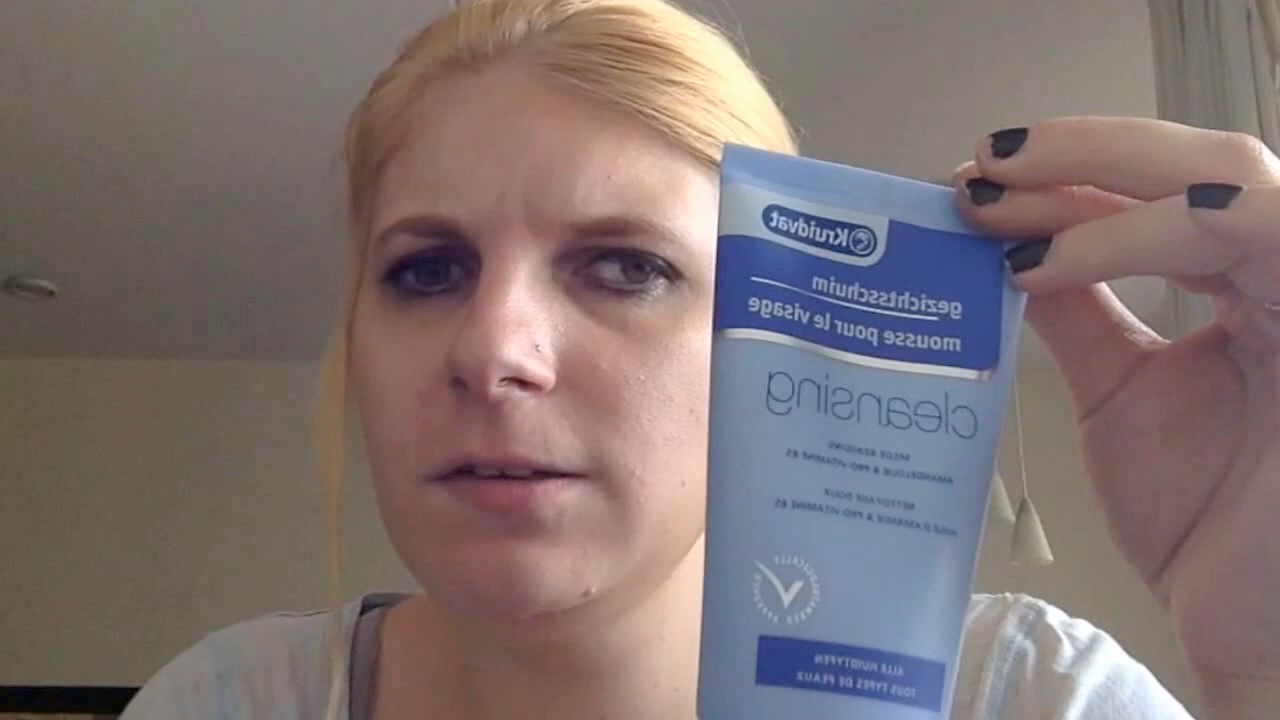 Kruidvat
gezichtsschuim
mousse pour le visage
cleansing
MILDE REINIGING
AMANDELOLIE & PRO-VITAMINE B5
NETTOYAGE DOUX
HUILE D'AMANDE & PRO-VITAMINE B5
ALLE HUIDTYPEN
TOUS TYPES DE PEAUX